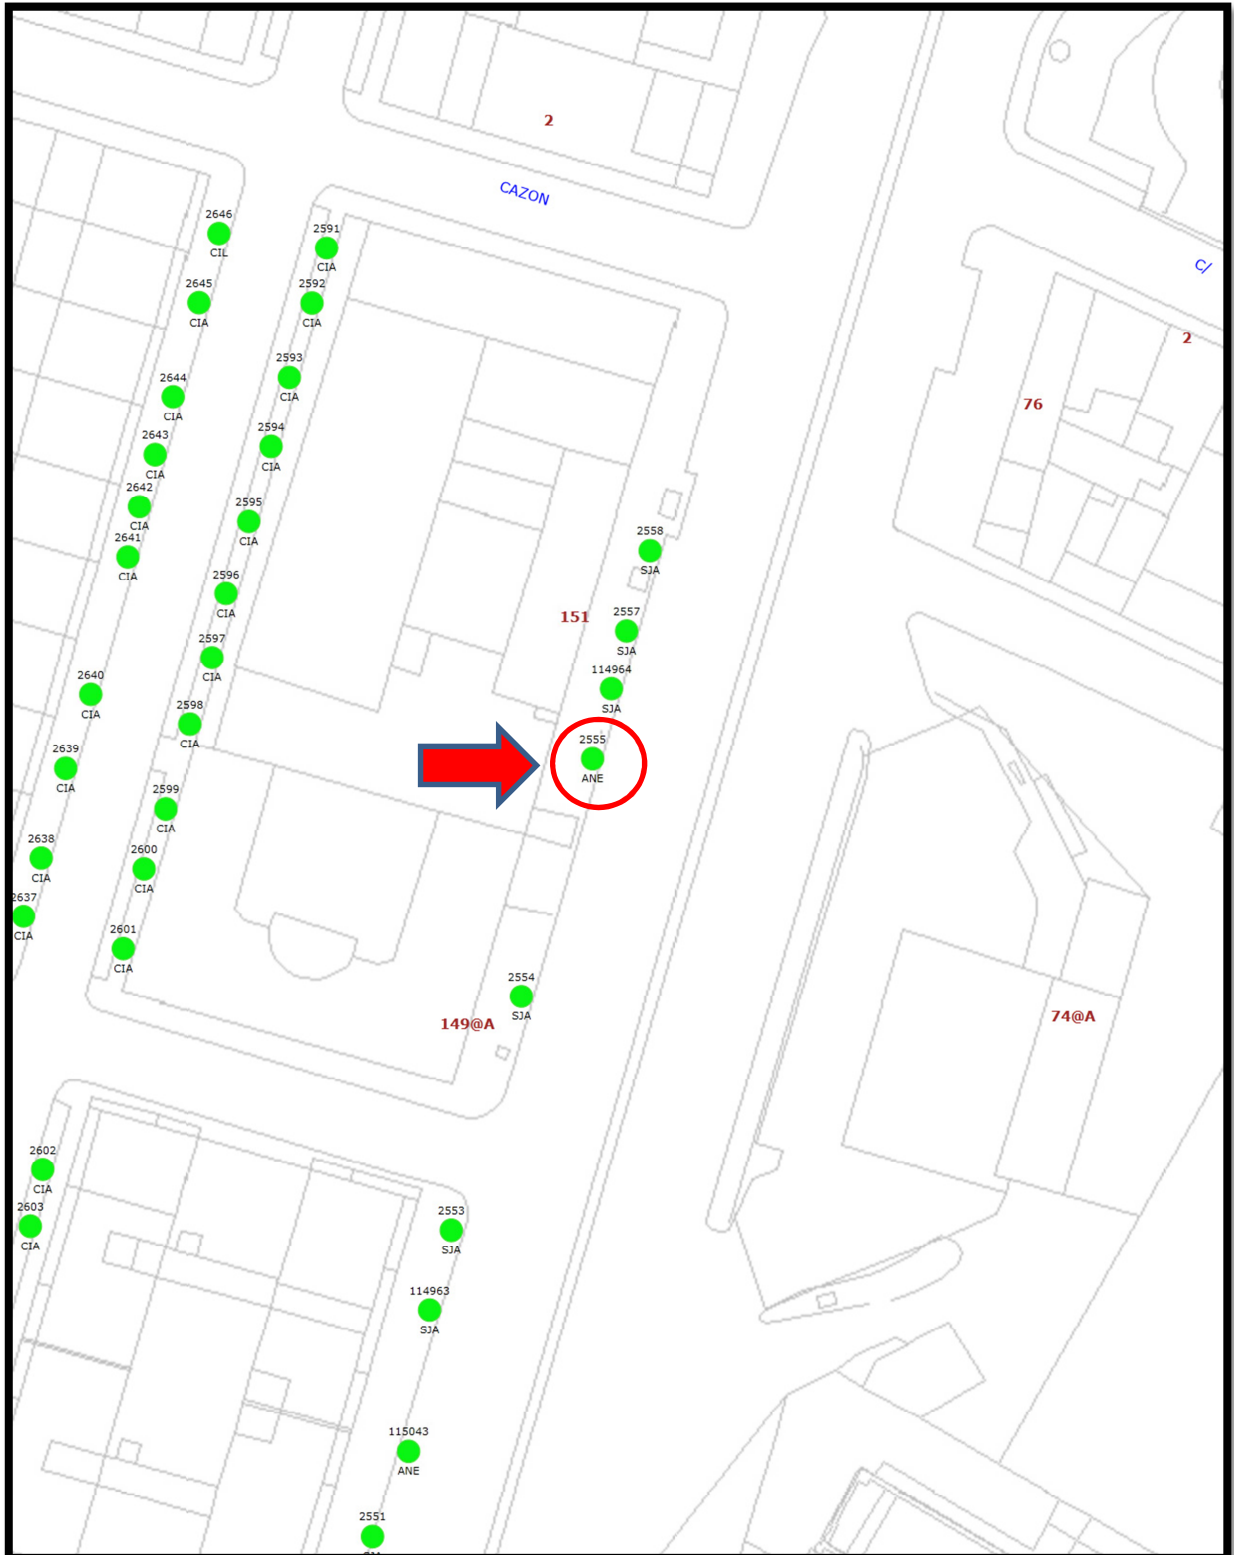 2
CAZON
2646
CIL
2591
CIA
C/
2645
CIA
2592
CIA
2
2593
CIA
2644
CIA
76
2594
CIA
2643
CIA
2642
CIA
2595
CIA
2558
SJA
2641
CIA
2596
CIA
151
2557
SJA
2597
CIA
114964
SJA
2640
CIA
2598
CIA
2555
ANE
2639
CIA
2599
CIA
2638
CIA
2600
CIA
2637
CIA
2601
CIA
2554
SJA
149@A
74@A
2602
CIA
2603
CIA
2553
SJA
114963
SJA
115043
ANE
2551